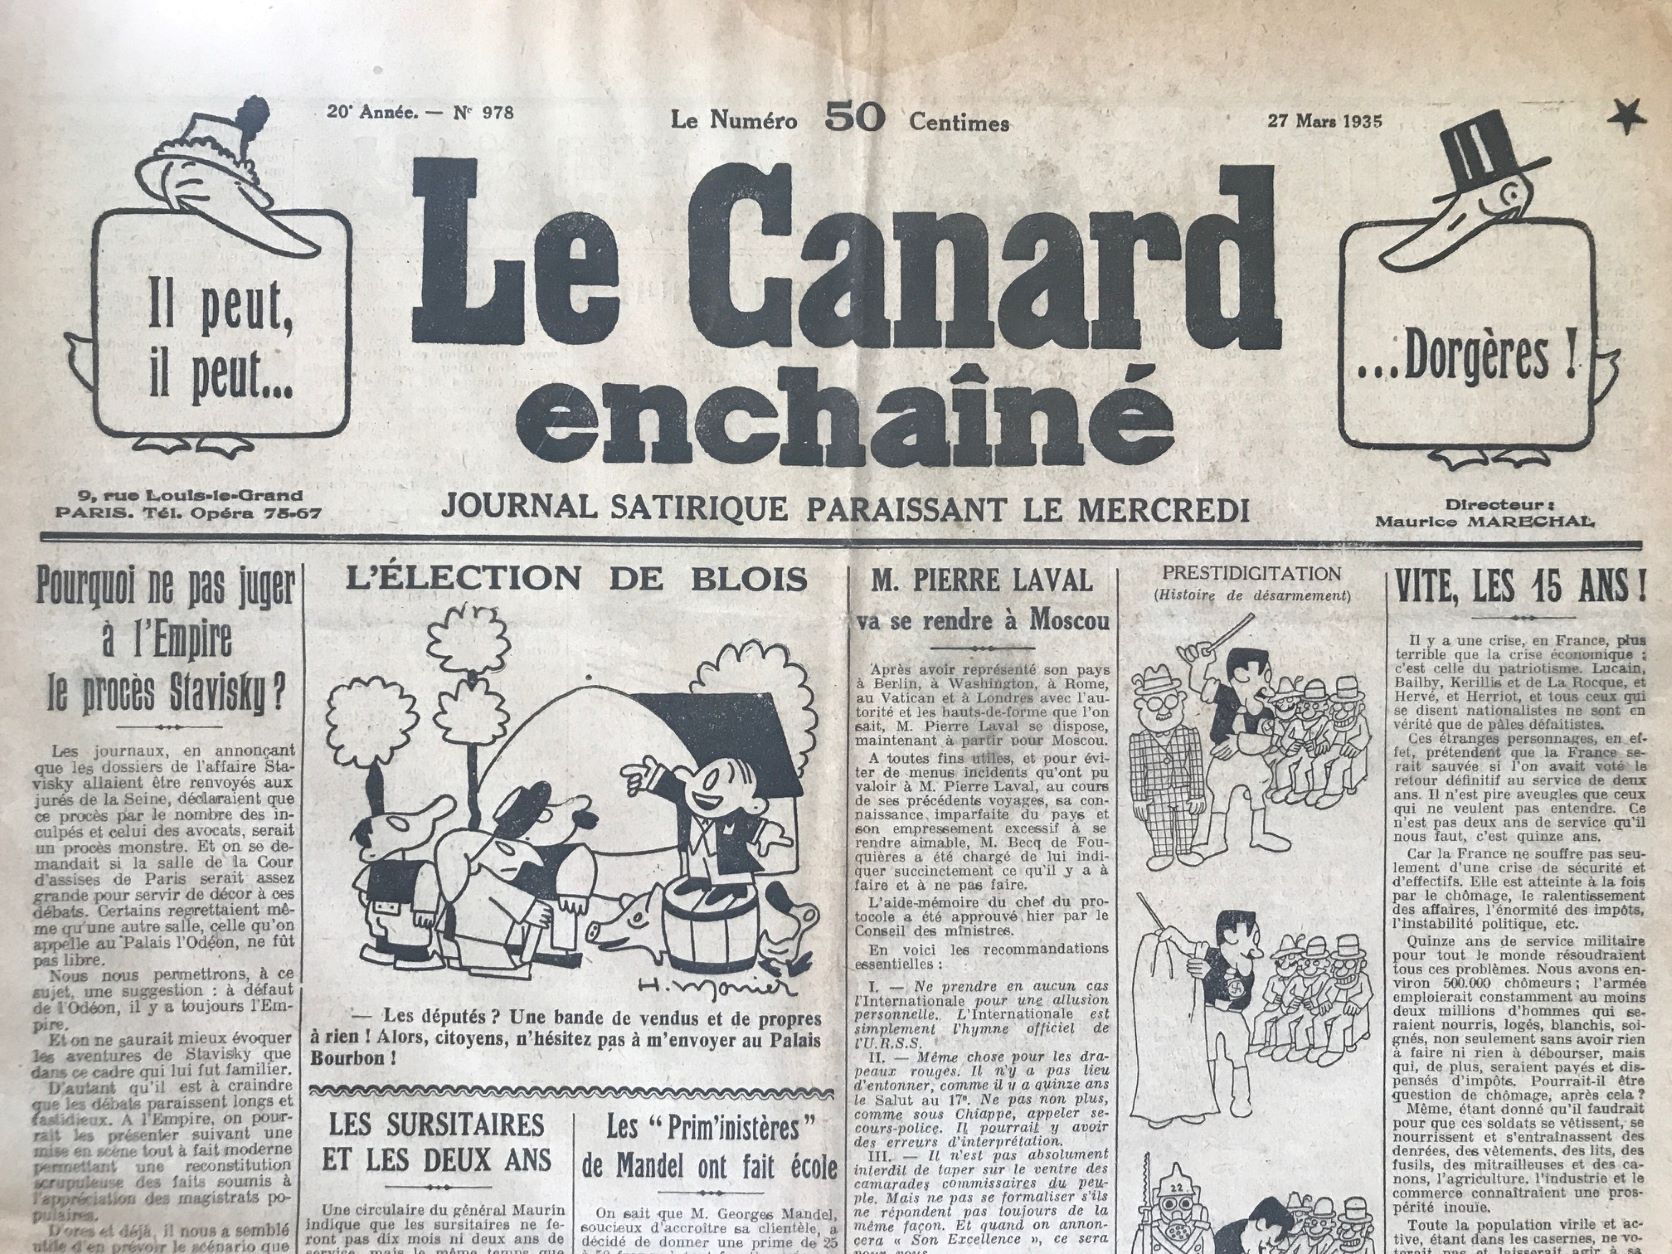 20e Année. — No 978
Le Numéro 50 Centimes
27 Mars 1935
Il peut,
il peut...
Le Canard
enchaîné
...Dorgères !
9, rue Louis-le-Grand
PARIS. Tél. Opéra 75-67
JOURNAL SATIRIQUE PARAISSANT LE MERCREDI
Directeur :
Maurice MARECHAL
Pourquoi ne pas juger
à l'Empire
le procès Stavisky ?
Les journaux, en annonçant
que les dossiers de l'affaire Sta-
visky allaient être renvoyés aux
jurés de la Seine, déclaraient que
ce procès par le nombre des in-
culpés et celui des avocats, serait
un procès monstre. Et on se de-
mandait si la salle de la Cour
d'assises de Paris serait assez
grande pour servir de décor à ces
débats. Certains regrettaient mê-
me qu'une autre salle, celle qu'on
appelle au Palais l'Odéon, ne fût
pas libre.
Nous nous permettrons, à ce
sujet, une suggestion : à défaut
de l'Odéon, il y a toujours l'Em-
pire.
Et on ne saurait mieux évoquer
les aventures de Stavisky que
dans ce cadre qui lui fut familier.
D'autant qu'il est à craindre
que les débats paraissent longs et
fastidieux. A l'Empire, on pour-
rait les présenter suivant une
mise en scène tout à fait moderne
permettant une reconstitution
scrupuleuse des faits soumis à
l'appréciation des magistrats po-
pulaires.
D'ores et déjà, il nous a semblé
utile d'en prévoir le scénario que
L'ÉLECTION DE BLOIS
H. Monier
— Les députés ? Une bande de vendus et de propres
à rien ! Alors, citoyens, n'hésitez pas à m'envoyer au Palais
Bourbon !
LES SURSITAIRES
ET LES DEUX ANS
Une circulaire du général Maurin
indique que les sursitaires ne fe-
ront pas dix mois ni deux ans de
service, mais le même temps que
Les "Prim'inistères"
de Mandel ont fait école
On sait que M. Georges Mandel,
soucieux d'accroître sa clientèle, a
décidé de donner une prime de 25
M. PIERRE LAVAL
va se rendre à Moscou
Après avoir représenté son pays
à Berlin, à Washington, à Rome,
au Vatican et à Londres avec l'au-
torité et les hauts-de-forme que l'on
sait, M. Pierre Laval se dispose,
maintenant à partir pour Moscou.
A toutes fins utiles, et pour évi-
ter de menus incidents qu'ont pu
valoir à M. Pierre Laval, au cours
de ses précédents voyages, sa con-
naissance imparfaite du pays et
son empressement excessif à se
rendre aimable, M. Becq de Fou-
quières a été chargé de lui indi-
quer succinctement ce qu'il y a à
faire et à ne pas faire.
L'aide-mémoire du chef du pro-
tocole a été approuvé hier par le
Conseil des ministres.
En voici les recommandations
essentielles :
I. — Ne prendre en aucun cas
l'Internationale pour une allusion
personnelle. L'Internationale est
simplement l'hymne officiel de
l'U.R.S.S.
II. — Même chose pour les dra-
peaux rouges. Il n'y a pas lieu
d'entonner, comme il y a quinze ans
le Salut au 17e. Ne pas non plus,
comme sous Chiappe, appeler se-
cours-police. Il pourrait y avoir
des erreurs d'interprétation.
III. — Il n'est pas absolument
interdit de taper sur le ventre des
camarades commissaires du peu-
ple. Mais ne pas se formaliser s'ils
ne répondent pas toujours de la
même façon. Et quand on annon-
cera « Son Excellence », ce sera
PRESTIDIGITATION
(Histoire de désarmement)
22
VITE, LES 15 ANS !
Il y a une crise, en France, plus
terrible que la crise économique ;
c'est celle du patriotisme. Lucain,
Bailby, Kerillis et de La Rocque, et
Hervé, et Herriot, et tous ceux qui
se disent nationalistes ne sont en
vérité que de pâles défaitistes.
Ces étranges personnages, en ef-
fet, prétendent que la France se-
rait sauvée si l'on avait voté le
retour définitif au service de deux
ans. Il n'est pire aveugles que ceux
qui ne veulent pas entendre. Ce
n'est pas deux ans de service qu'il
nous faut, c'est quinze ans.
Car la France ne souffre pas seu-
lement d'une crise de sécurité et
d'effectifs. Elle est atteinte à la fois
par le chômage, le ralentissement
des affaires, l'énormité des impôts,
l'instabilité politique, etc.
Quinze ans de service militaire
pour tout le monde résoudraient
tous ces problèmes. Nous avons en-
viron 500.000 chômeurs ; l'armée
emploierait constamment au moins
deux millions d'hommes qui se-
raient nourris, logés, blanchis, soi-
gnés, non seulement sans avoir rien
à faire ni rien à débourser, mais
qui, de plus, seraient payés et dis-
pensés d'impôts. Pourrait-il être
question de chômage, après cela ?
Même, étant donné qu'il faudrait
pour que ces soldats se vêtissent, se
nourrissent et s'entraînassent des
denrées, des vêtements, des lits, des
fusils, des mitrailleuses et des ca-
nons, l'agriculture, l'industrie et le
commerce connaîtraient une pros-
périté inouïe.
Toute la population virile et ac-
tive, étant dans les casernes, ne vo-